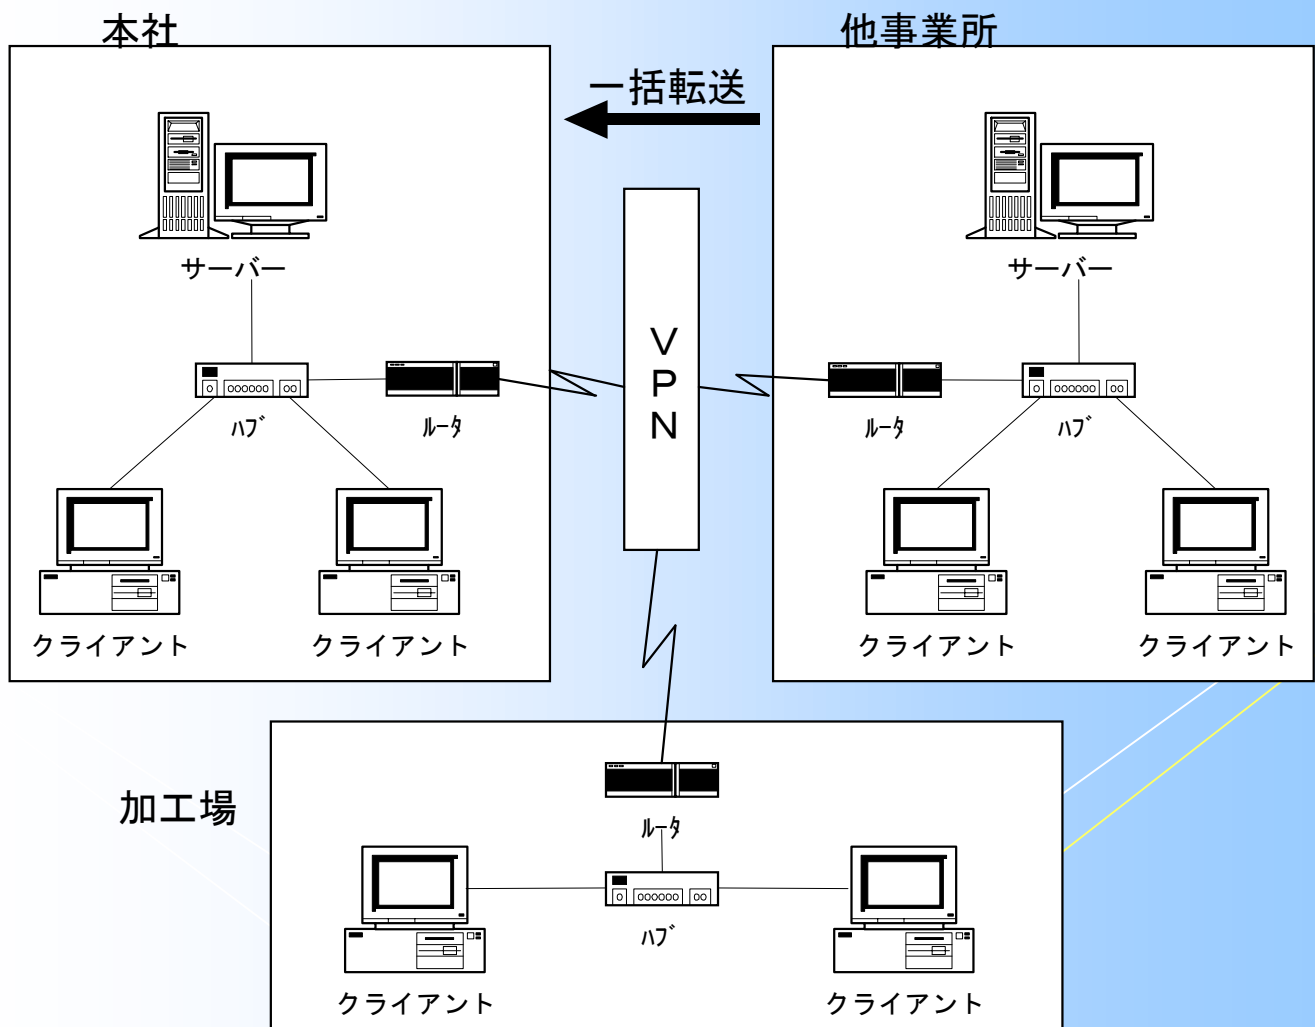 本社
他事業所
一括転送
サーバー
サーバー
VPN
ﾊﾌﾞ
ﾙｰﾀ
ﾙｰﾀ
ﾊﾌﾞ
クライアント
クライアント
クライアント
クライアント
加工場
ﾙｰﾀ
ﾊﾌﾞ
クライアント
クライアント